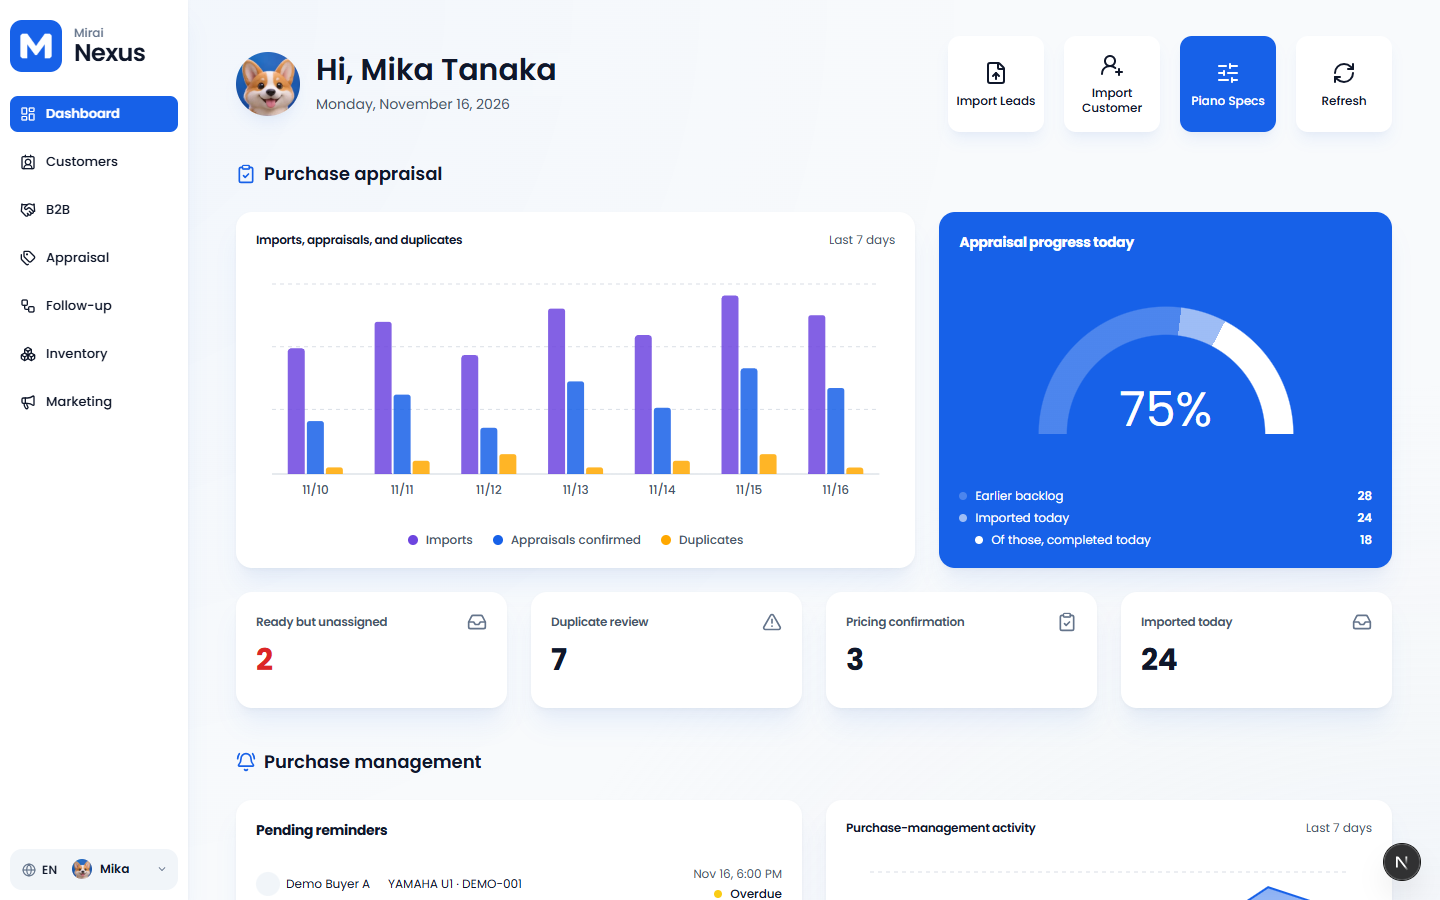 Mirai
Nexus
Dashboard
Customers
B2B
Appraisal
Follow-up
Inventory
Marketing
EN
Mika
Hi, Mika Tanaka
Monday, November 16, 2026
Import Leads
Import
Customer
Piano Specs
Refresh
Purchase appraisal
Imports, appraisals, and duplicates
Last 7 days
11/10
11/11
11/12
11/13
11/14
11/15
11/16
Imports
Appraisals confirmed
Duplicates
Appraisal progress today
75%
Earlier backlog 28
Imported today 24
Of those, completed today 18
Ready but unassigned
2
Duplicate review
7
Pricing confirmation
3
Imported today
24
Purchase management
Pending reminders
Demo Buyer A YAMAHA U1 · DEMO-001
Nov 16, 6:00 PM
Overdue
Purchase-management activity
Last 7 days
N